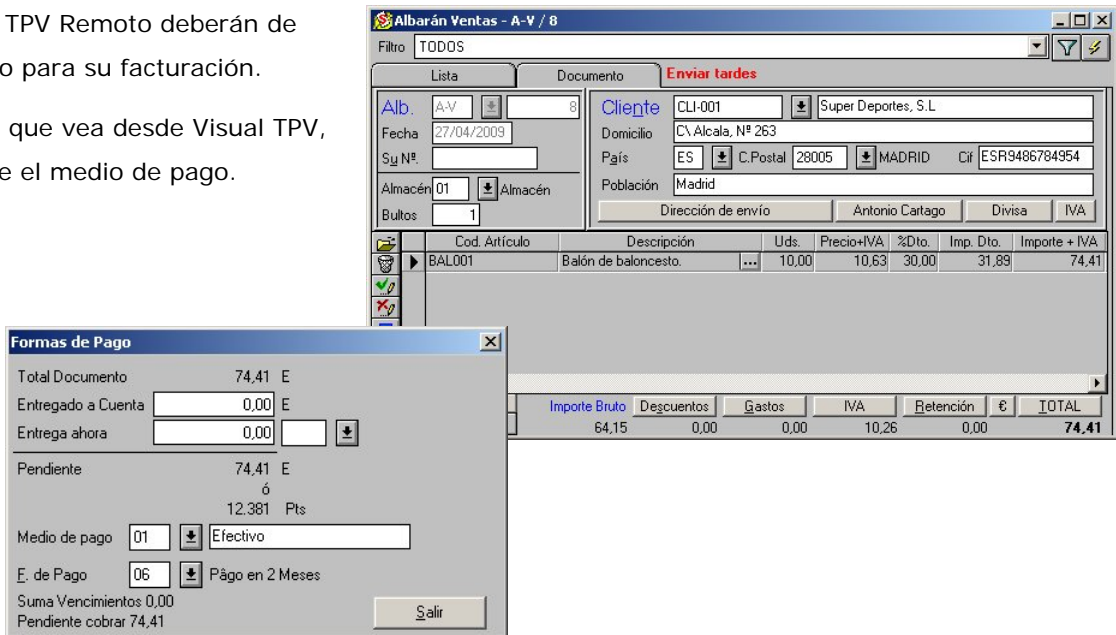 TPV Remoto deberán de
o para su facturación.
que vea desde Visual TPV,
e el medio de pago.
Albarán Ventas - A-V / 8
Filtro TODOS
Lista Documento Enviar tardes
Alb. A-V 8
Fecha 27/04/2009
Su Nº.
Almacén 01 Almacén
Bultos 1
Cliente CLI-001 Super Deportes, S.L
Domicilio C\ Alcala, Nº 263
País ES C.Postal 28005 MADRID Cif ESR9486784954
Población Madrid
Dirección de envío Antonio Cartago Divisa IVA
Cod. Artículo Descripción Uds. Precio+IVA %Dto. Imp. Dto. Importe + IVA
BAL001 Balón de baloncesto. ... 10,00 10,63 30,00 31,89 74,41
Importe Bruto Descuentos Gastos IVA Retención € TOTAL
64,15 0,00 0,00 10,26 0,00 74,41
Formas de Pago
Total Documento 74,41 E
Entregado a Cuenta 0,00 E
Entrega ahora 0,00
Pendiente 74,41 E
ó
12.381 Pts
Medio de pago 01 Efectivo
F. de Pago 06 Pâgo en 2 Meses
Suma Vencimientos 0,00
Pendiente cobrar 74,41
Salir